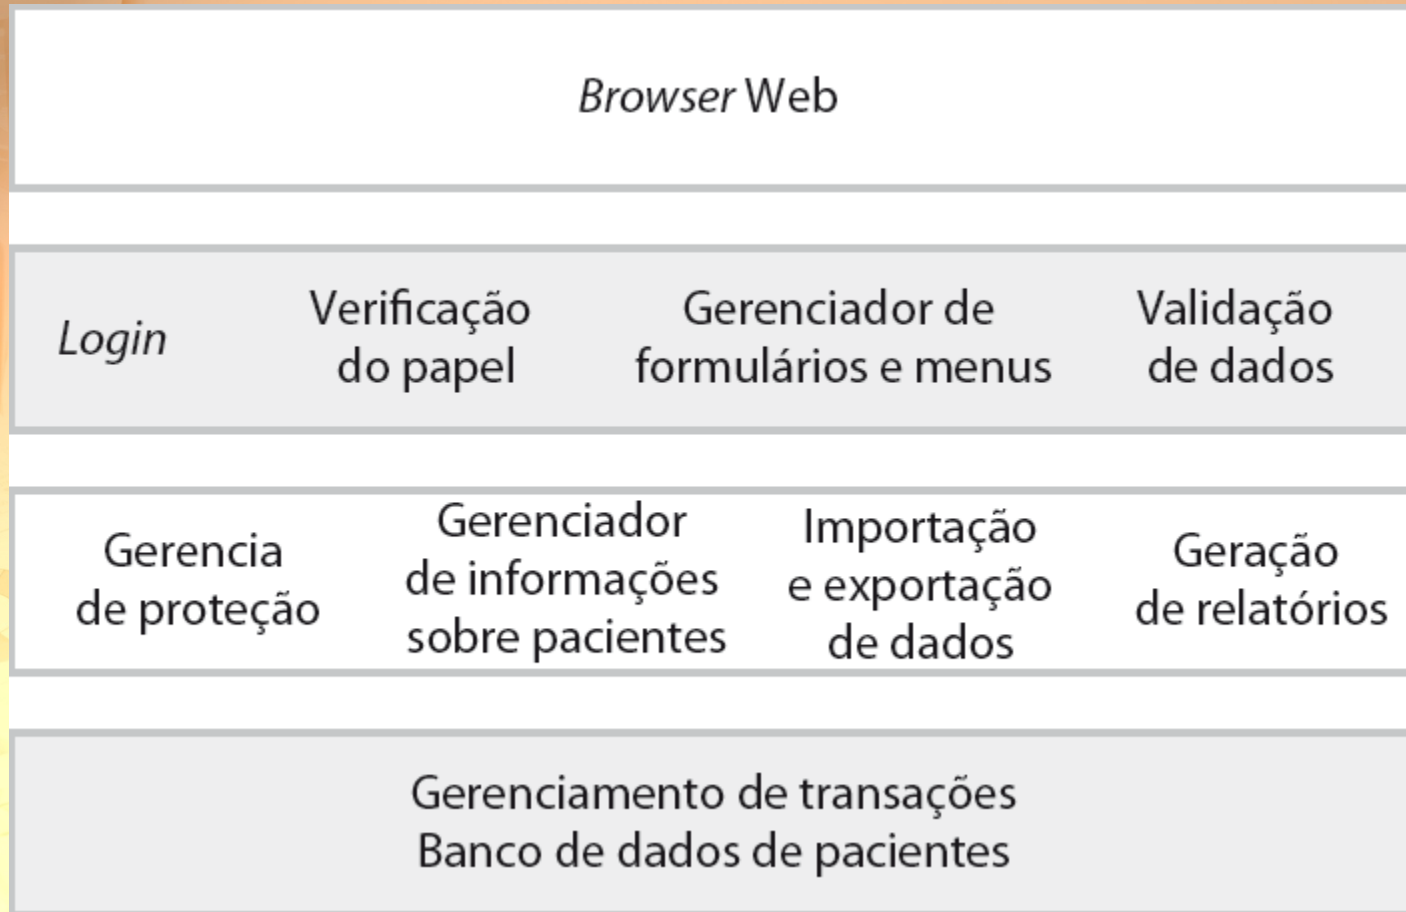 Browser Web
Login
Verificação
do papel
Gerenciador de
formulários e menus
Validação
de dados
Gerencia
de proteção
Gerenciador
de informações
sobre pacientes
Importação
e exportação
de dados
Geração
de relatórios
Gerenciamento de transações
Banco de dados de pacientes